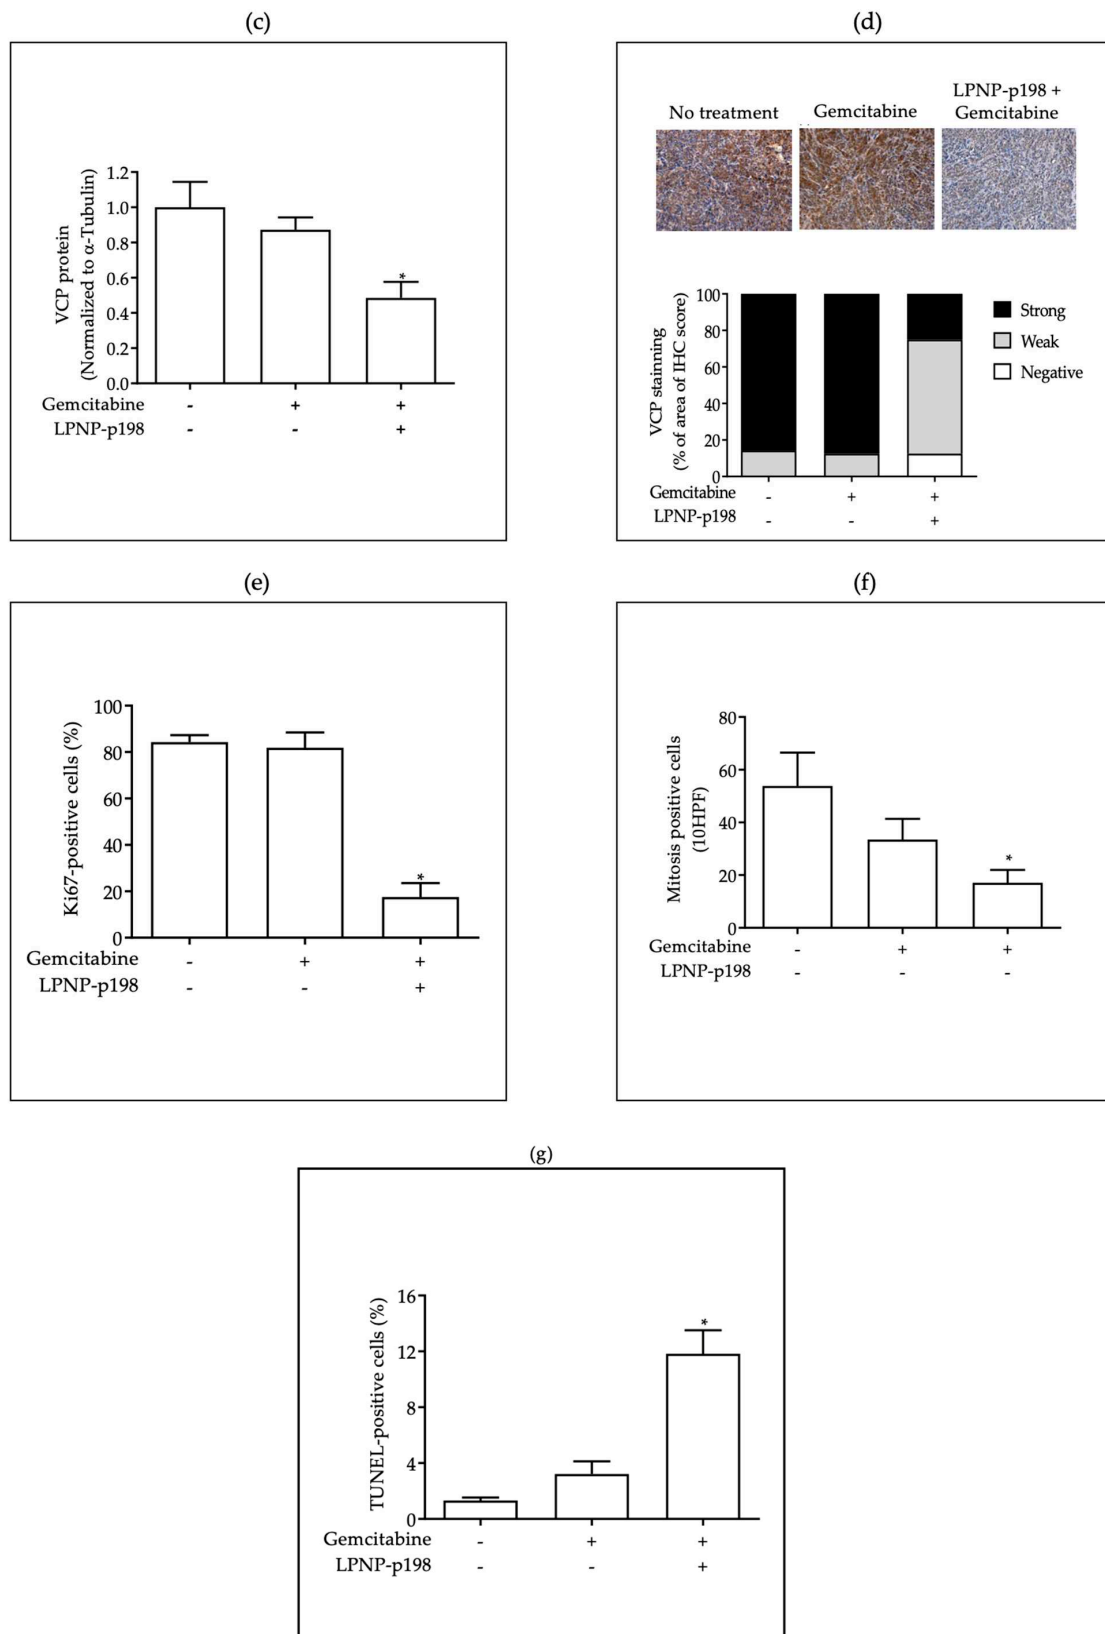 (c)
1.2
1.0
0.8
0.6
0.4
0.2
0.0
VCP protein
(Normalized to α-Tubulin)
*
Gemcitabine - + +
LPNP-p198 - - +
(d)
No treatment Gemcitabine LPNP-p198 +
Gemcitabine
100
80
60
40
20
0
VCP stainning
(% of area of IHC score)
Strong
Weak
Negative
Gemcitabine - + +
LPNP-p198 - - +
(e)
100
80
60
40
20
0
Ki67-positive cells (%)
*
Gemcitabine - + +
LPNP-p198 - - +
(f)
80
60
40
20
0
Mitosis positive cells
(10HPF)
*
Gemcitabine - + +
LPNP-p198 - - -
(g)
16
12
8
4
0
TUNEL-positive cells (%)
*
Gemcitabine - + +
LPNP-p198 - - +